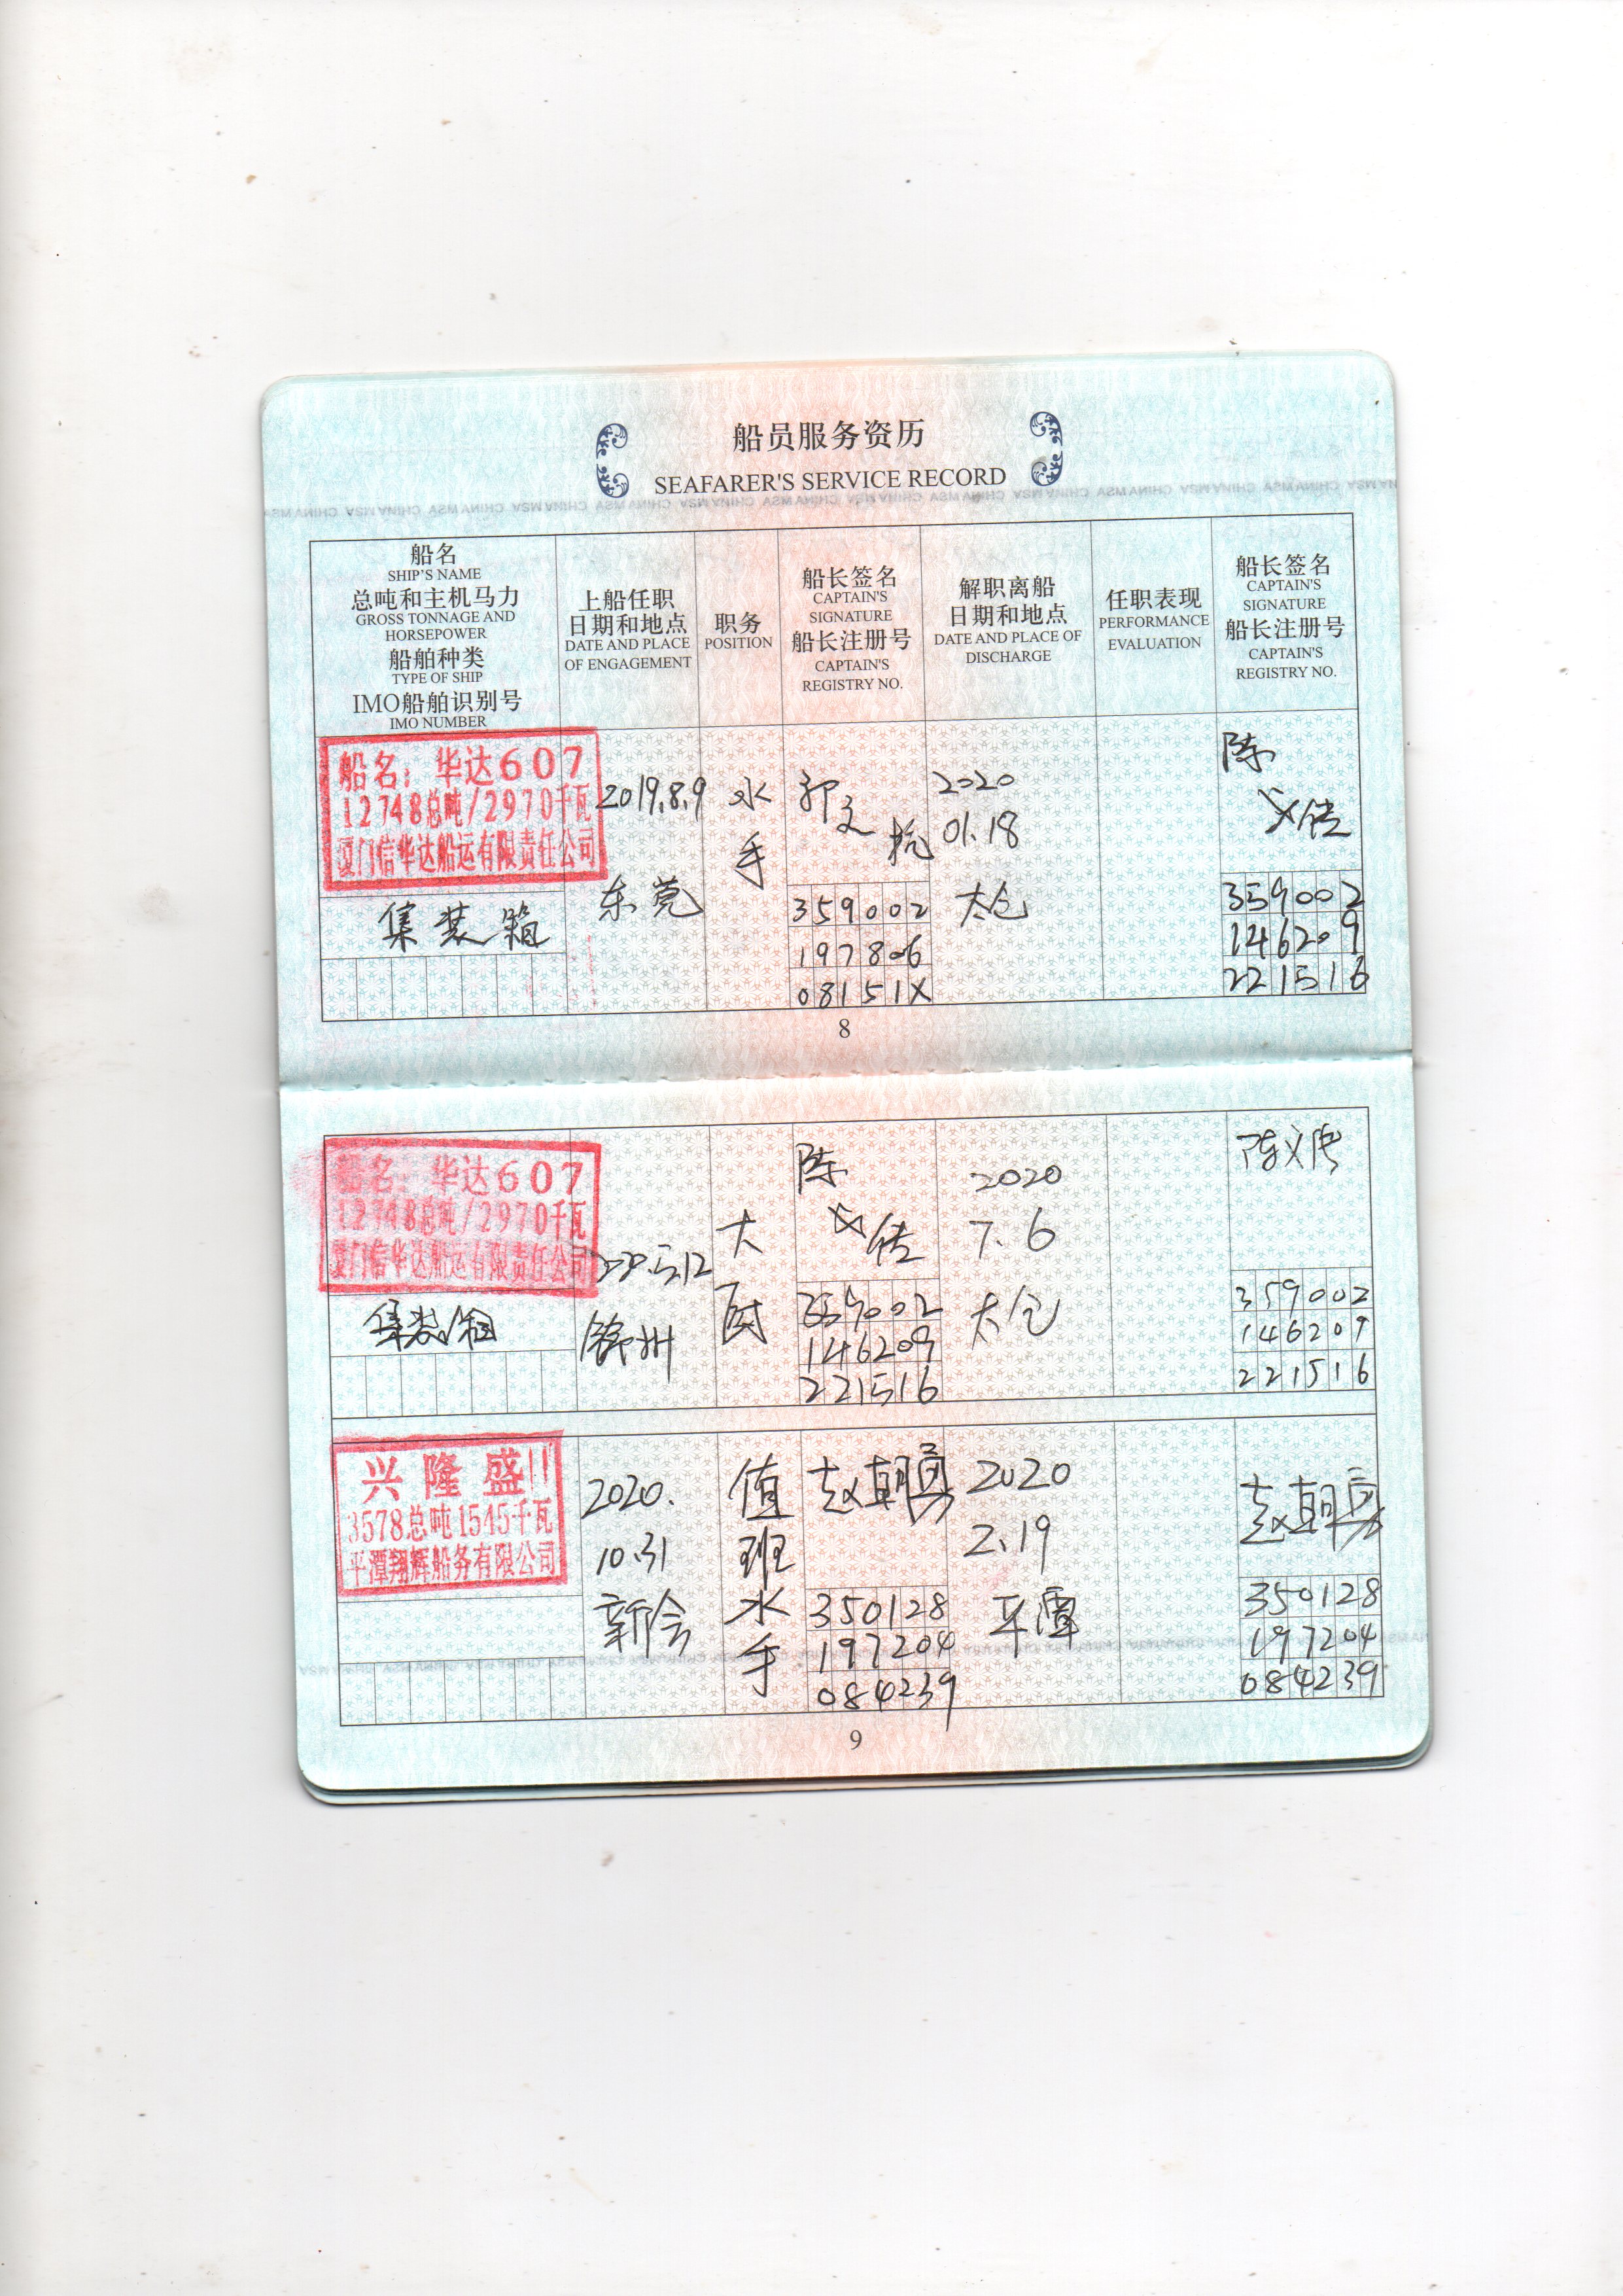 船员服务资历
SEAFARER'S SERVICE RECORD
船名
SHIP'S NAME
总吨和主机马力
GROSS TONNAGE AND
HORSEPOWER
船舶种类
TYPE OF SHIP
IMO船舶识别号
IMO NUMBER
上船任职
日期和地点
DATE AND PLACE
OF ENGAGEMENT
职务
POSITION
船长签名
CAPTAIN'S
SIGNATURE
船长注册号
CAPTAIN'S
REGISTRY NO.
解职离船
日期和地点
DATE AND PLACE OF
DISCHARGE
任职表现
PERFORMANCE
EVALUATION
船长签名
CAPTAIN'S
SIGNATURE
船长注册号
CAPTAIN'S
REGISTRY NO.
船名：华达607
12748总吨/2970千瓦
厦门信华达船运有限责任公司
集装箱
2019.8.9
东莞
水
手
359002
197806
08151X
2020
01.18
太仓
陈
359002
146209
221516
8
船名：华达607
12748总吨/2970千瓦
厦门信华达船运有限责任公司
集装箱
锦州
大
厨
陈
359002
146209
221516
2020
7.6
太仓
359002
146209
221516
兴隆盛!!
3578总吨1545千瓦
平潭翔辉船务有限公司
2020.
10.31
新会
值
班
水
手
350128
197204
084239
2020
2.19
平潭
350128
197204
084239
9